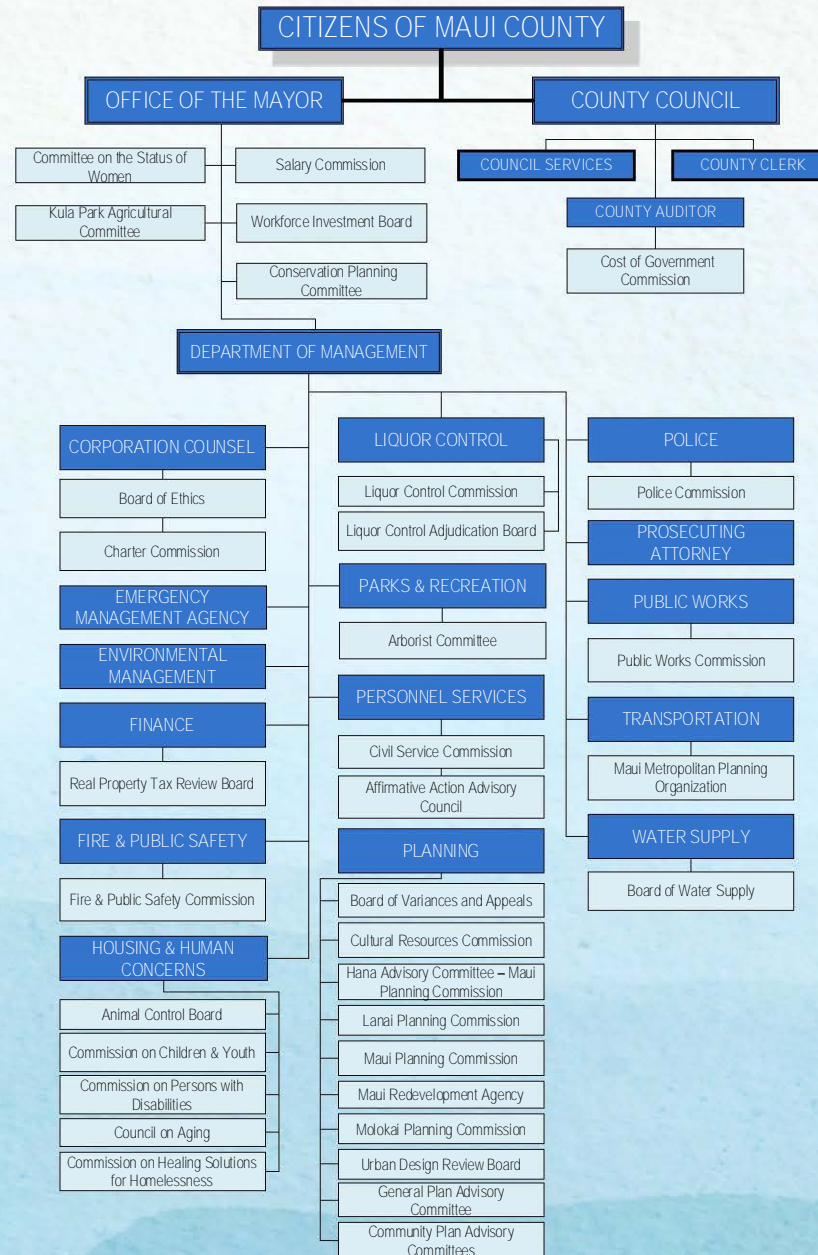 CITIZENS OF MAUI COUNTY
OFFICE OF THE MAYOR
COUNTY COUNCIL
Committee on the Status of
Women
Salary Commission
Kula Park Agricultural
Committee
Workforce Investment Board
Conservation Planning
Committee
COUNCIL SERVICES
COUNTY CLERK
COUNTY AUDITOR
Cost of Government
Commission
DEPARTMENT OF MANAGEMENT
CORPORATION COUNSEL
Board of Ethics
Charter Commission
EMERGENCY
MANAGEMENT AGENCY
ENVIRONMENTAL
MANAGEMENT
FINANCE
Real Property Tax Review Board
FIRE & PUBLIC SAFETY
Fire & Public Safety Commission
HOUSING & HUMAN
CONCERNS
Animal Control Board
Commission on Children & Youth
Commission on Persons with
Disabilities
Council on Aging
Commission on Healing Solutions
for Homelessness
LIQUOR CONTROL
Liquor Control Commission
Liquor Control Adjudication Board
PARKS & RECREATION
Arborist Committee
PERSONNEL SERVICES
Civil Service Commission
Affirmative Action Advisory
Council
PLANNING
Board of Variances and Appeals
Cultural Resources Commission
Hana Advisory Committee – Maui
Planning Commission
Lanai Planning Commission
Maui Planning Commission
Maui Redevelopment Agency
Molokai Planning Commission
Urban Design Review Board
General Plan Advisory
Committee
Community Plan Advisory
Committees
POLICE
Police Commission
PROSECUTING
ATTORNEY
PUBLIC WORKS
Public Works Commission
TRANSPORTATION
Maui Metropolitan Planning
Organization
WATER SUPPLY
Board of Water Supply